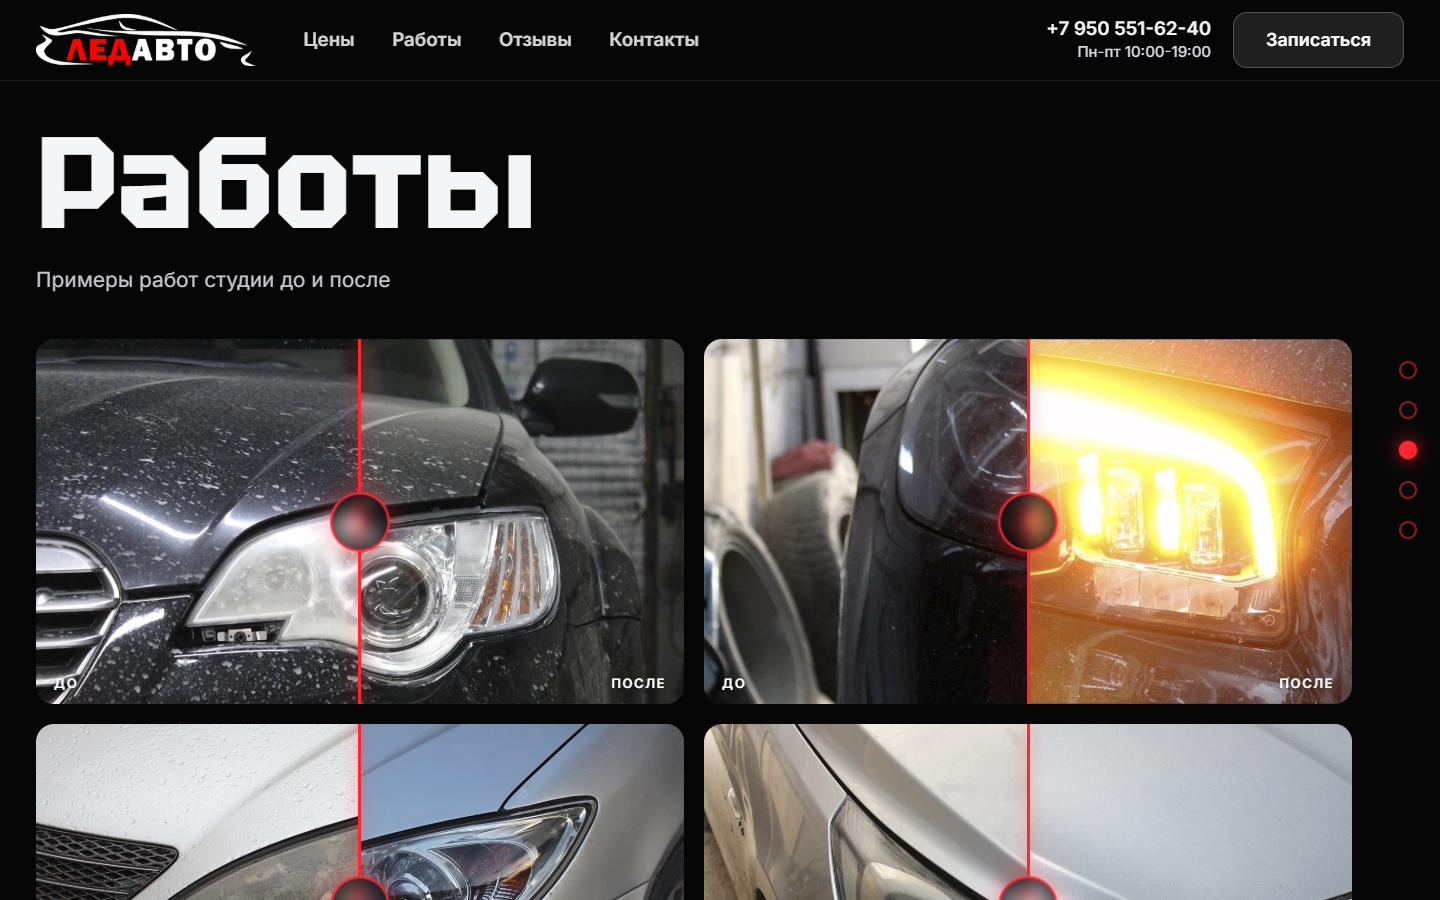 ЛЕДАВТО
Цены
Работы
Отзывы
Контакты
+7 950 551-62-40
Пн-пт 10:00-19:00
Записаться
Работы
Примеры работ студии до и после
ДО
ПОСЛЕ
ДО
ПОСЛЕ